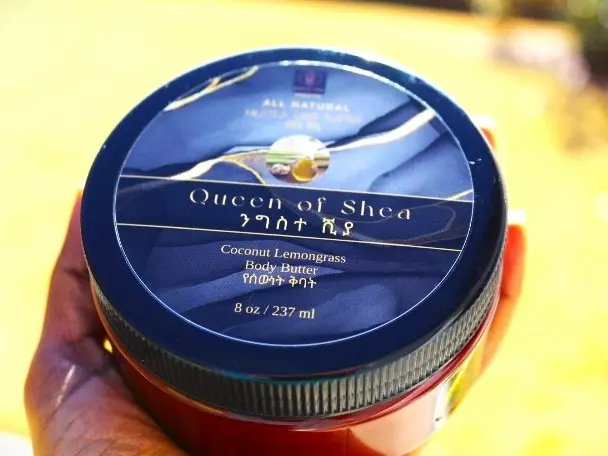 ALL NATURAL
Queen of Shea
ንግስተ ሺያ
Coconut Lemongrass
Body Butter
የሰውነት ቅባት
8 oz / 237 ml